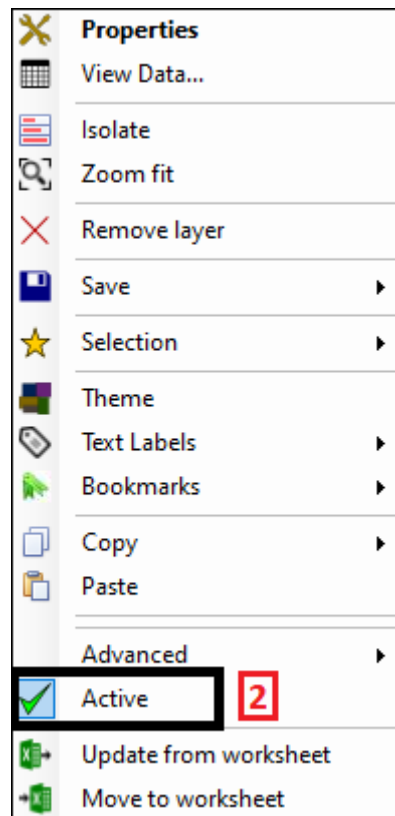 Properties
View Data...
Isolate
Zoom fit
Remove layer
Save
Selection
Theme
Text Labels
Bookmarks
Copy
Paste
Advanced
Active 2
Update from worksheet
Move to worksheet